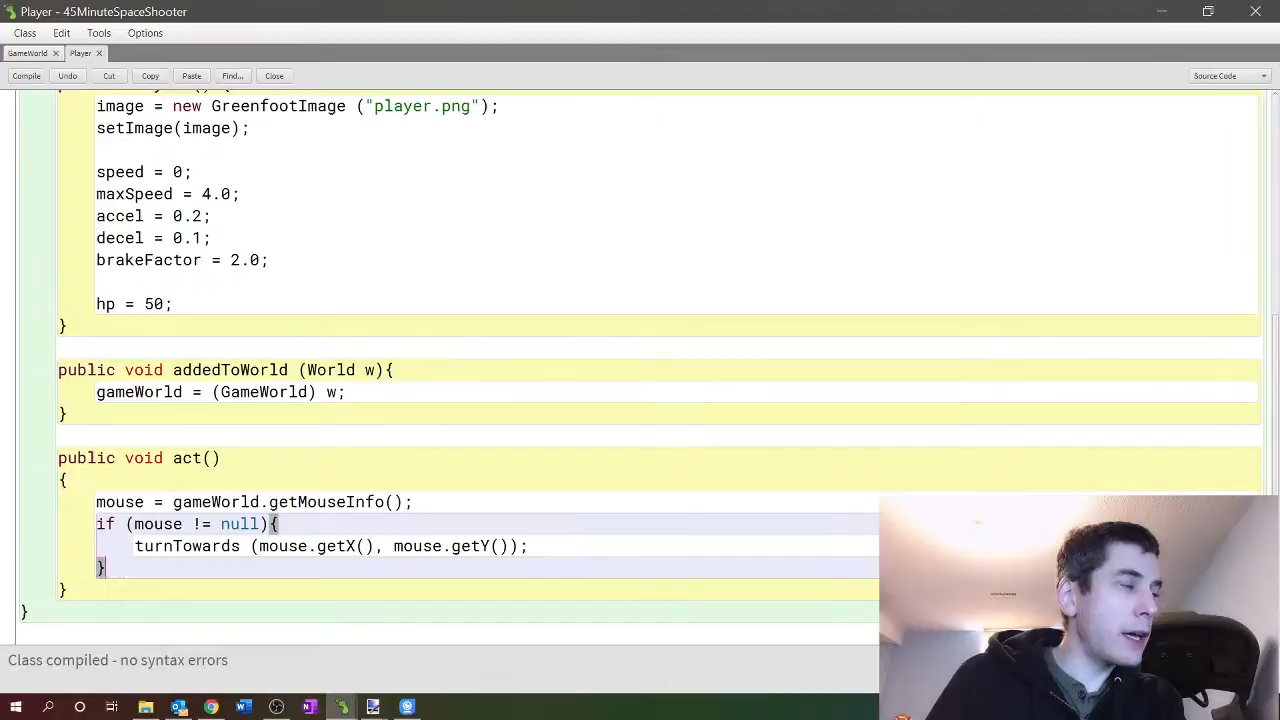 Player - 45MinuteSpaceShooter
Class Edit Tools Options
GameWorld × Player ×
Compile Undo Cut Copy Paste Find... Close Source Code
image = new GreenfootImage ("player.png");
setImage(image);
speed = 0;
maxSpeed = 4.0;
accel = 0.2;
decel = 0.1;
brakeFactor = 2.0;
hp = 50;
}
public void addedToWorld (World w){
gameWorld = (GameWorld) w;
}
public void act()
{
mouse = gameWorld.getMouseInfo();
if (mouse != null){
turnTowards (mouse.getX(), mouse.getY());
}
}
}
Class compiled - no syntax errors